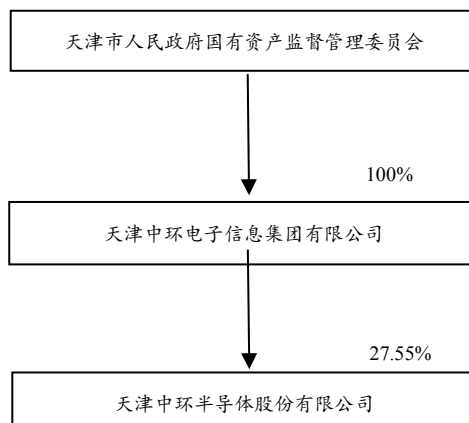 天津市人民政府国有资产监督管理委员会
100%
天津中环电子信息集团有限公司
27.55%
天津中环半导体股份有限公司